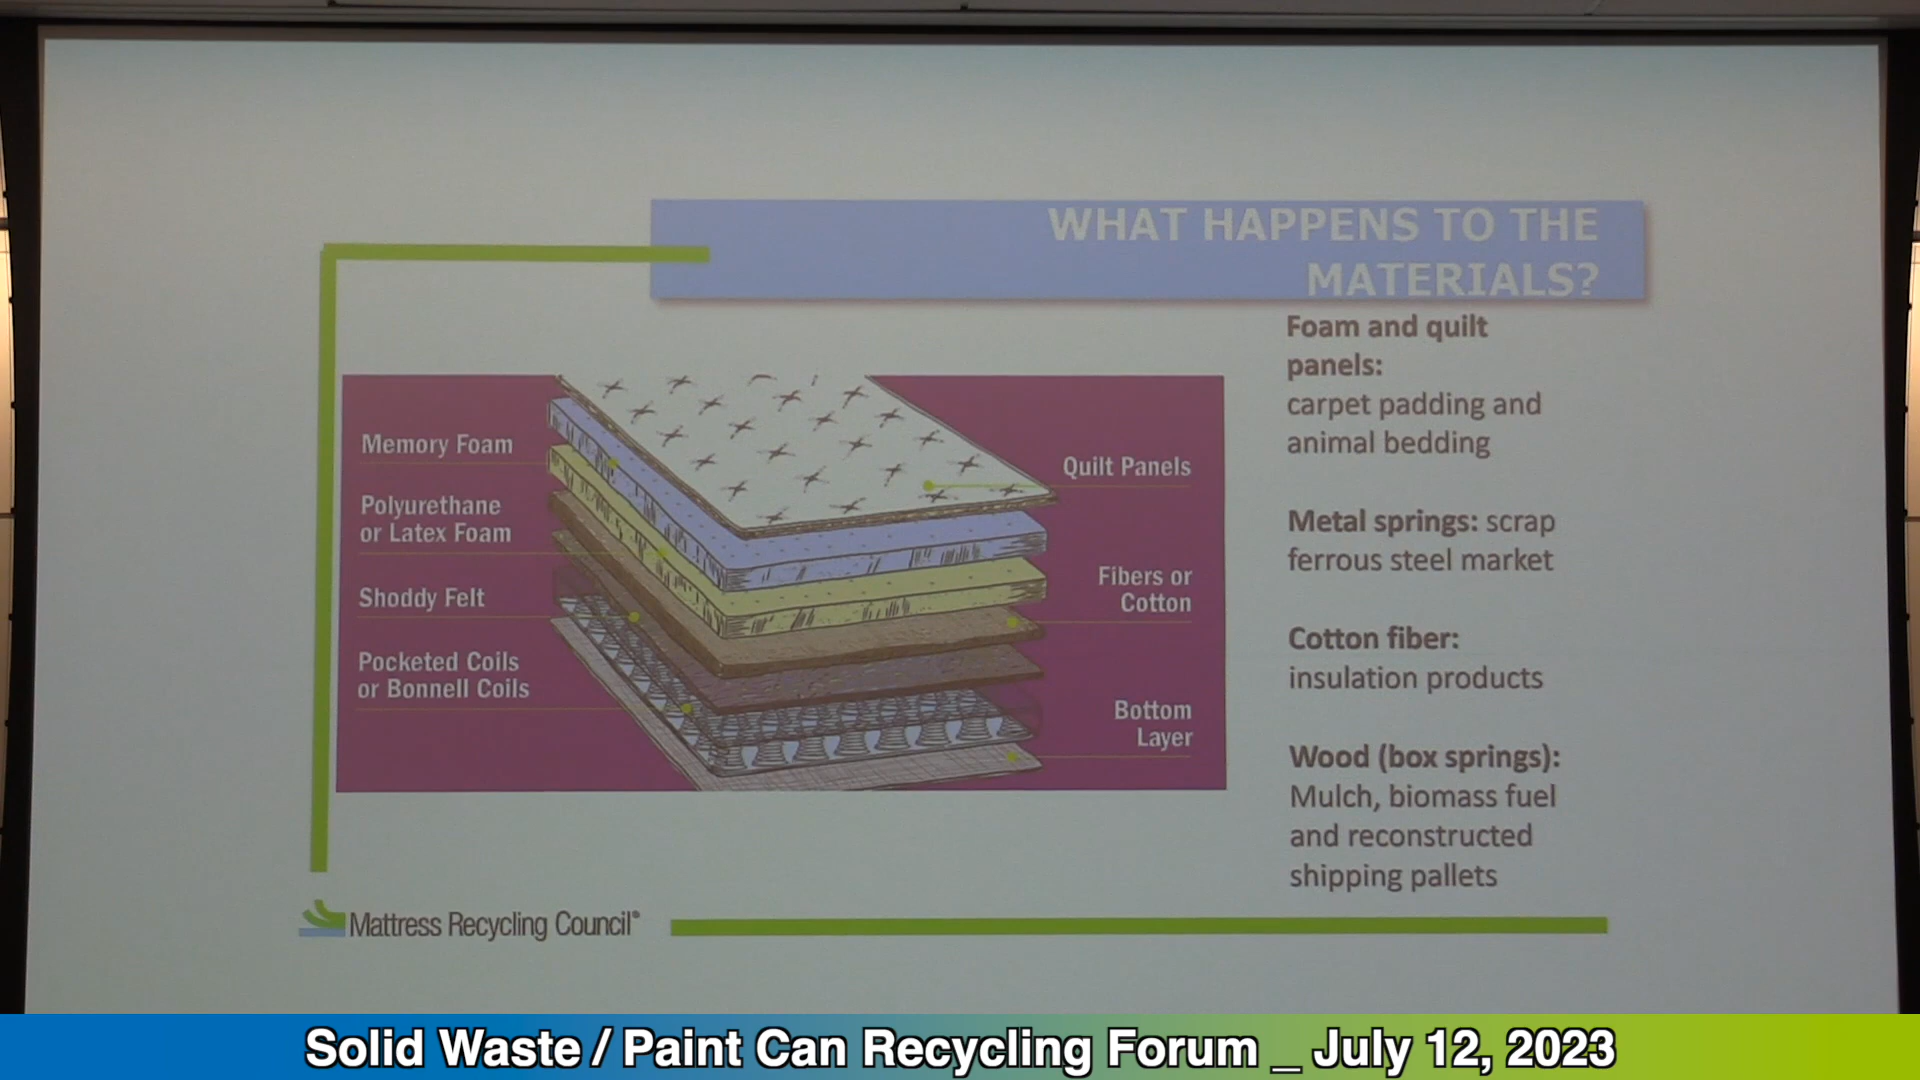 WHAT HAPPENS TO THE
MATERIALS?
Memory Foam
Polyurethane
or Latex Foam
Shoddy Felt
Pocketed Coils
or Bonnell Coils
Quilt Panels
Fibers or
Cotton
Bottom
Layer
Foam and quilt
panels:
carpet padding and
animal bedding
Metal springs: scrap
ferrous steel market
Cotton fiber:
insulation products
Wood (box springs):
Mulch, biomass fuel
and reconstructed
shipping pallets
Mattress Recycling Council®
Solid Waste / Paint Can Recycling Forum _ July 12, 2023